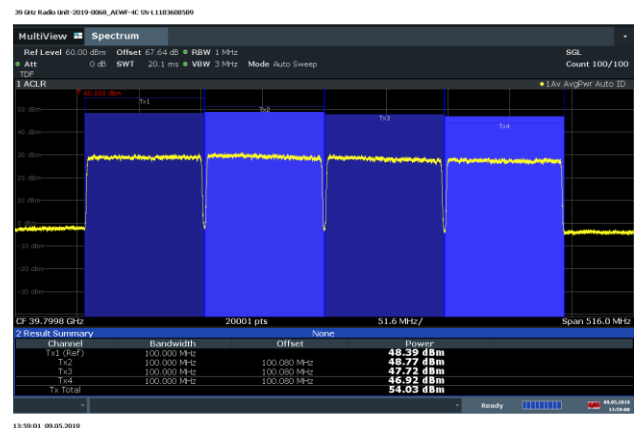 39 GHz Radio Unit-2019-0068_AEWF-4C SN-L1183608509
MultiView Spectrum
Ref Level 60.00 dBm Offset 67.64 dB RBW 1 MHz SGL
Att 0 dB SWT 20.1 ms VBW 3 MHz Mode Auto Sweep Count 100/100
TDF
1 ACLR 1Av AvgPwr Auto ID
60.000 dBm
Tx1
Tx2
50 dBm
Tx3
Tx4
40 dBm
30 dBm
20 dBm
10 dBm
0 dBm
-10 dBm
-20 dBm
-30 dBm
CF 39.7998 GHz 20001 pts 51.6 MHz/ Span 516.0 MHz
2 Result Summary None
Channel Bandwidth Offset Power
Tx1 (Ref) 100.000 MHz 48.39 dBm
Tx2 100.000 MHz 100.080 MHz 48.77 dBm
Tx3 100.000 MHz 100.080 MHz 47.72 dBm
Tx4 100.000 MHz 100.080 MHz 46.92 dBm
Tx Total 54.03 dBm
Ready 09.05.2019
13:59:00
13:59:01 09.05.2019